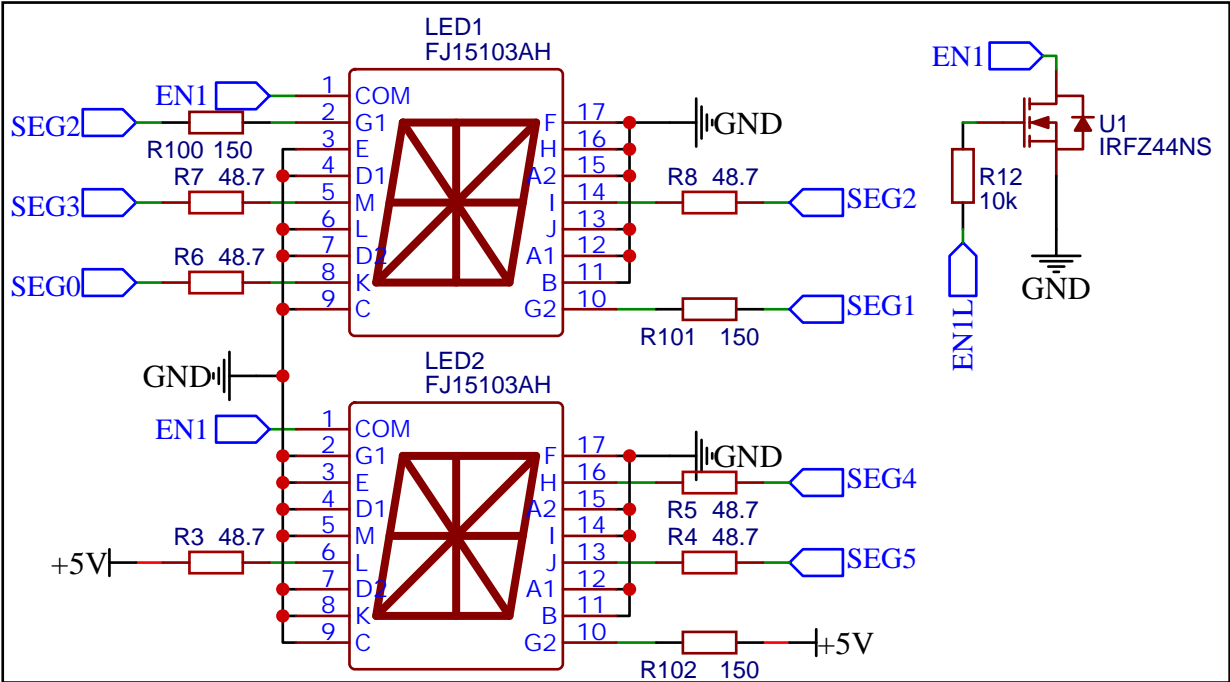 LED1
FJ15103AH
EN1
1
COM
SEG2
2
G1
R100 150
3
E
4
D1
R7 48.7
SEG3
5
M
6
L
7
D2
R6 48.7
SEG0
8
K
9
C
17
F
GND
16
H
15
A2
14
I
R8 48.7
SEG2
13
J
12
A1
11
B
10
G2
SEG1
R101 150
EN1
U1
IRFZ44NS
R12
10k
EN1L
GND
GND
LED2
FJ15103AH
EN1
1
COM
2
G1
3
E
4
D1
5
M
R3 48.7
+5V
6
L
7
D2
8
K
9
C
17
F
GND
16
H
SEG4
R5 48.7
15
A2
14
I
R4 48.7
13
J
SEG5
12
A1
11
B
10
G2
+5V
R102 150